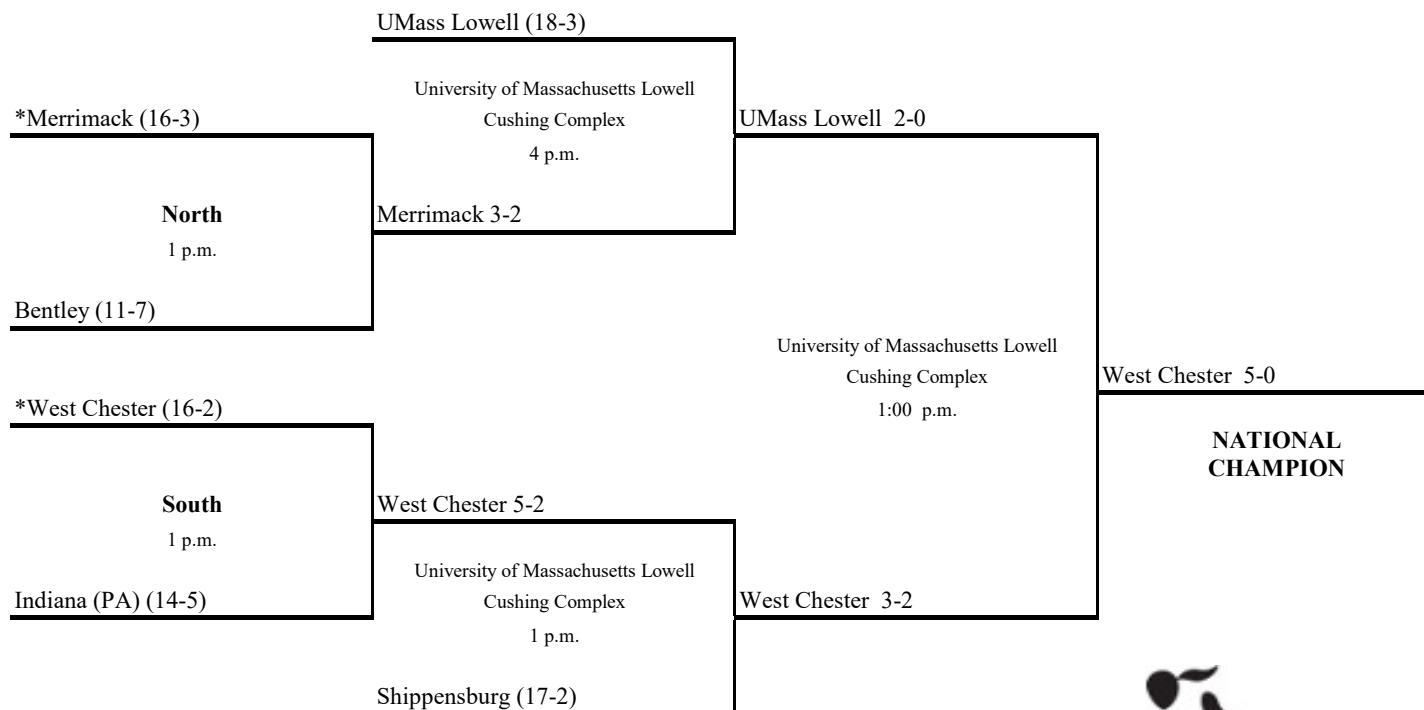 UMass Lowell (18-3)
University of Massachusetts Lowell
Cushing Complex
4 p.m.
*Merrimack (16-3)
UMass Lowell  2-0
North
1 p.m.
Merrimack 3-2
Bentley (11-7)
University of Massachusetts Lowell
Cushing Complex
1:00  p.m.
West Chester  5-0
NATIONAL
CHAMPION
*West Chester (16-2)
South
1 p.m.
West Chester 5-2
Indiana (PA) (14-5)
University of Massachusetts Lowell
Cushing Complex
1 p.m.
West Chester  3-2
Shippensburg (17-2)